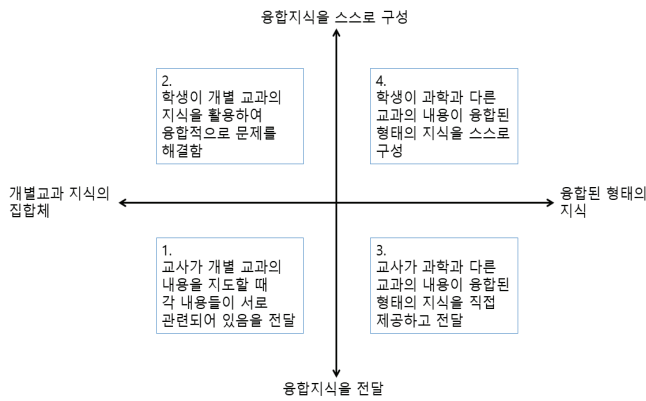 융합지식을 스스로 구성
2.
학생이 개별 교과의
지식을 활용하여
융합적으로 문제를
해결함
4.
학생이 과학과 다른
교과의 내용이 융합된
형태의 지식을 스스로
구성
개별교과 지식의
집합체
융합된 형태의
지식
1.
교사가 개별 교과의
내용을 지도할 때
각 내용들이 서로
관련되어 있음을 전달
3.
교사가 과학과 다른
교과의 내용이 융합된
형태의 지식을 직접
제공하고 전달
융합지식을 전달